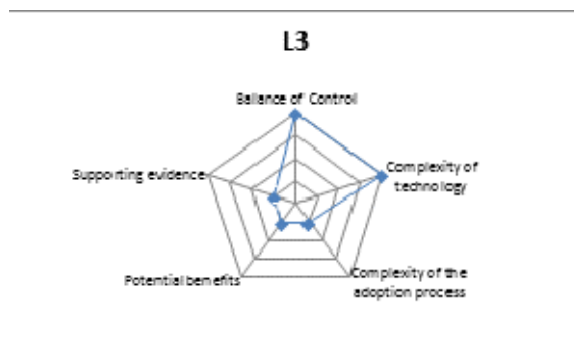 L3
Ballance of Control
Complexity of
technology
Supporting evidence
Potential benefits
Complexity of the
adoption process